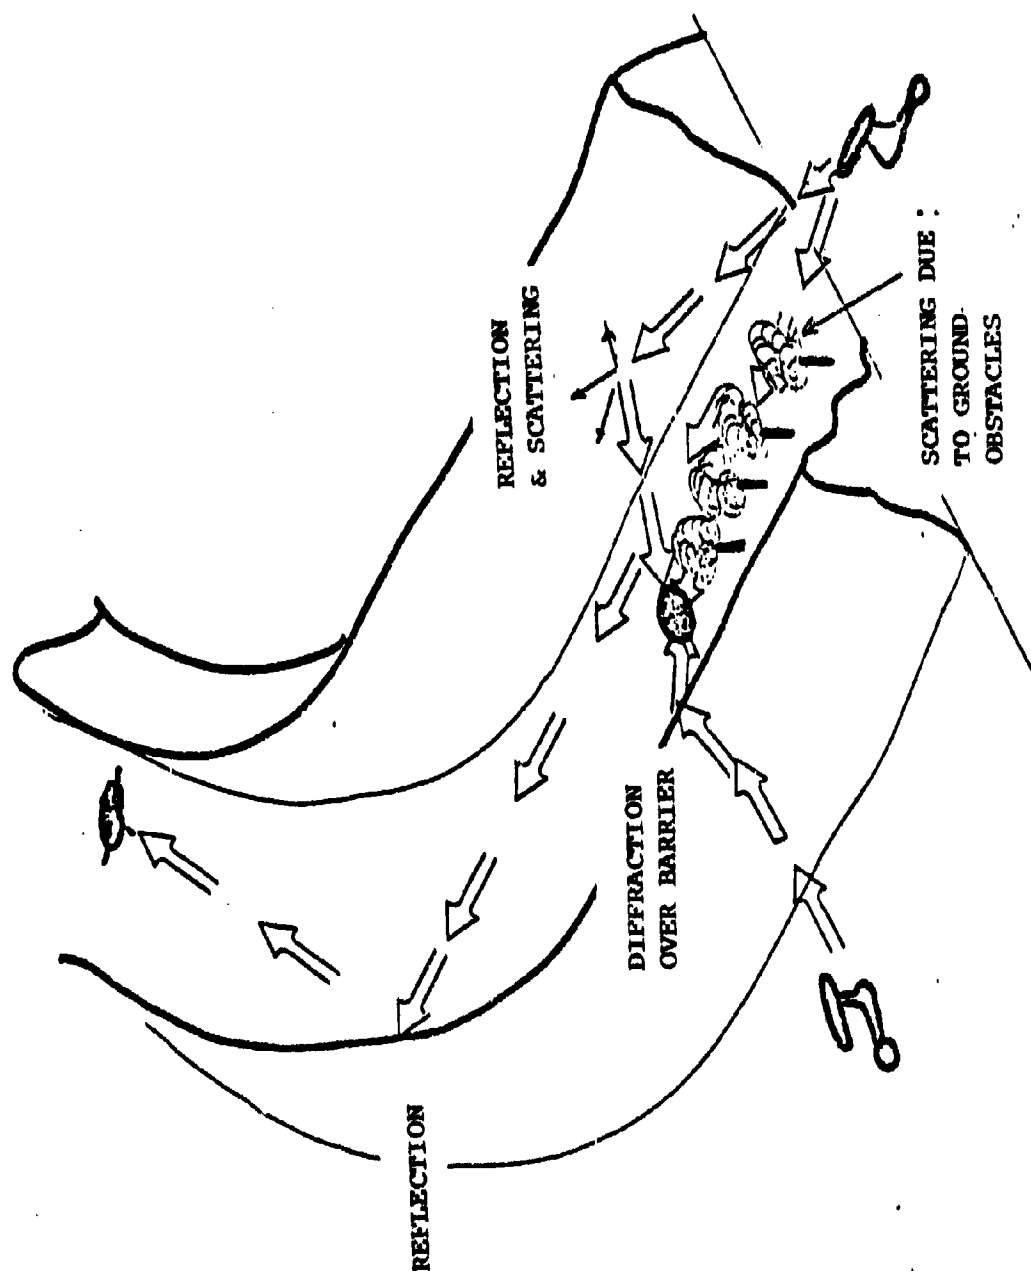 REFLECTION
& SCATTERING
SCATTERING DUE
TO GROUND-
OBSTACLES
DIFFRACTION
OVER BARRIER
REFLECTION